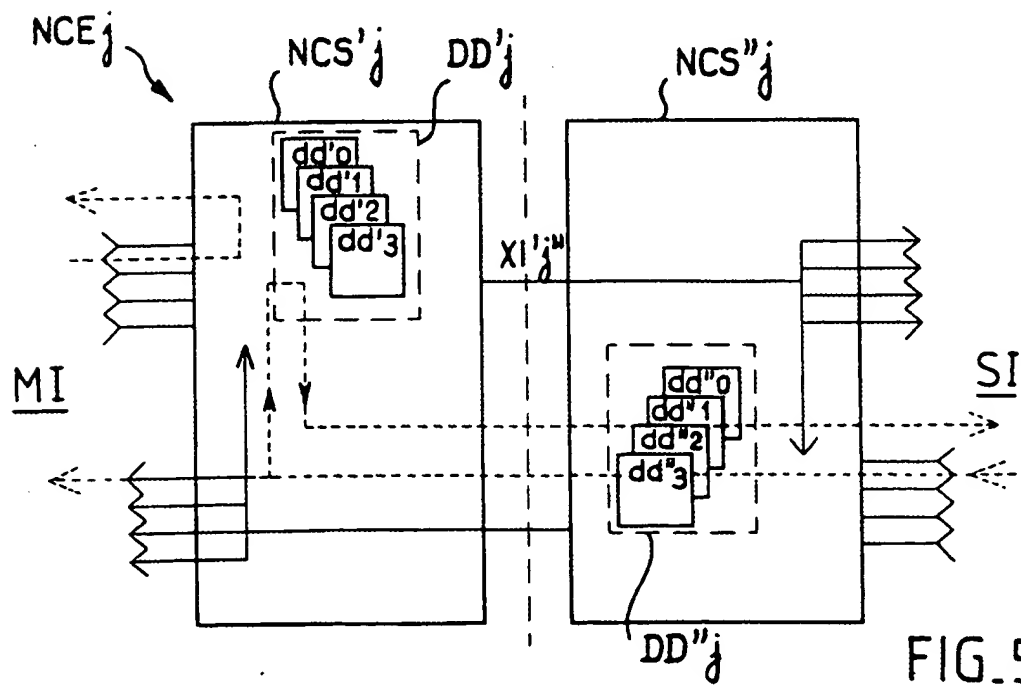 NCEj
NCS'j
DD'j
NCS"j
dd'0
dd'1
dd'2
dd'3
XI'j"
MI
SI
dd"0
dd"1
dd"2
dd"3
DD"j
FIG_5